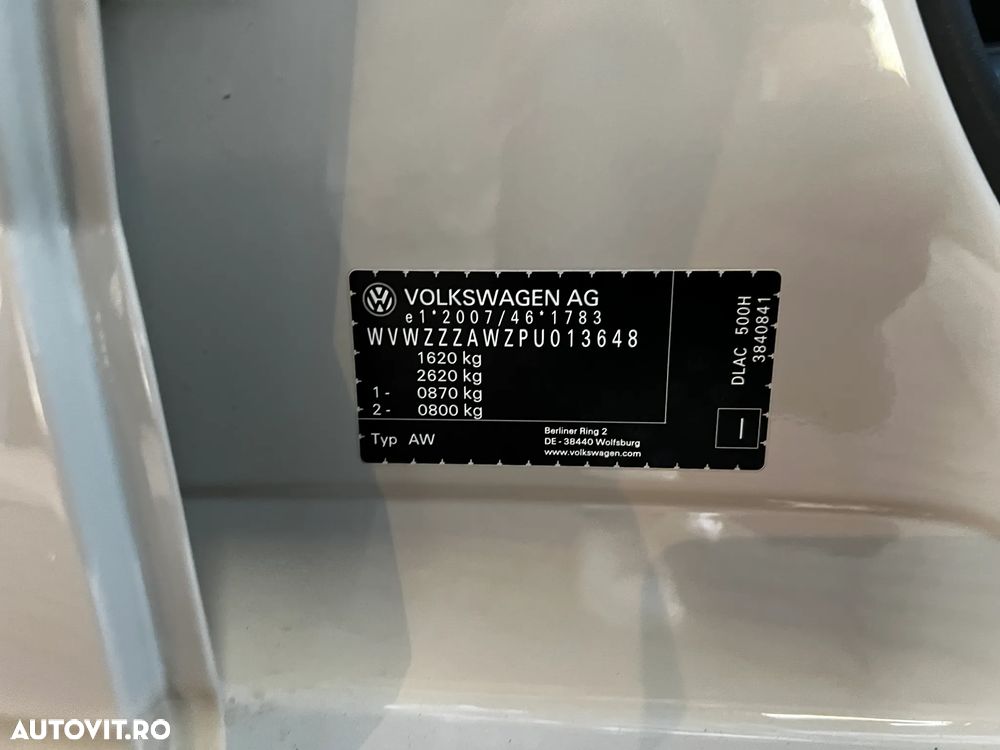 VOLKSWAGEN AG
e1*2007/46*1783
WVWZZZAWZPU013648
1620 kg
2620 kg
1 - 0870 kg
2 - 0800 kg
Typ AW
Berliner Ring 2
DE - 38440 Wolfsburg
www.volkswagen.com
DLAC 500H
3840841
I
AUTOVIT.RO